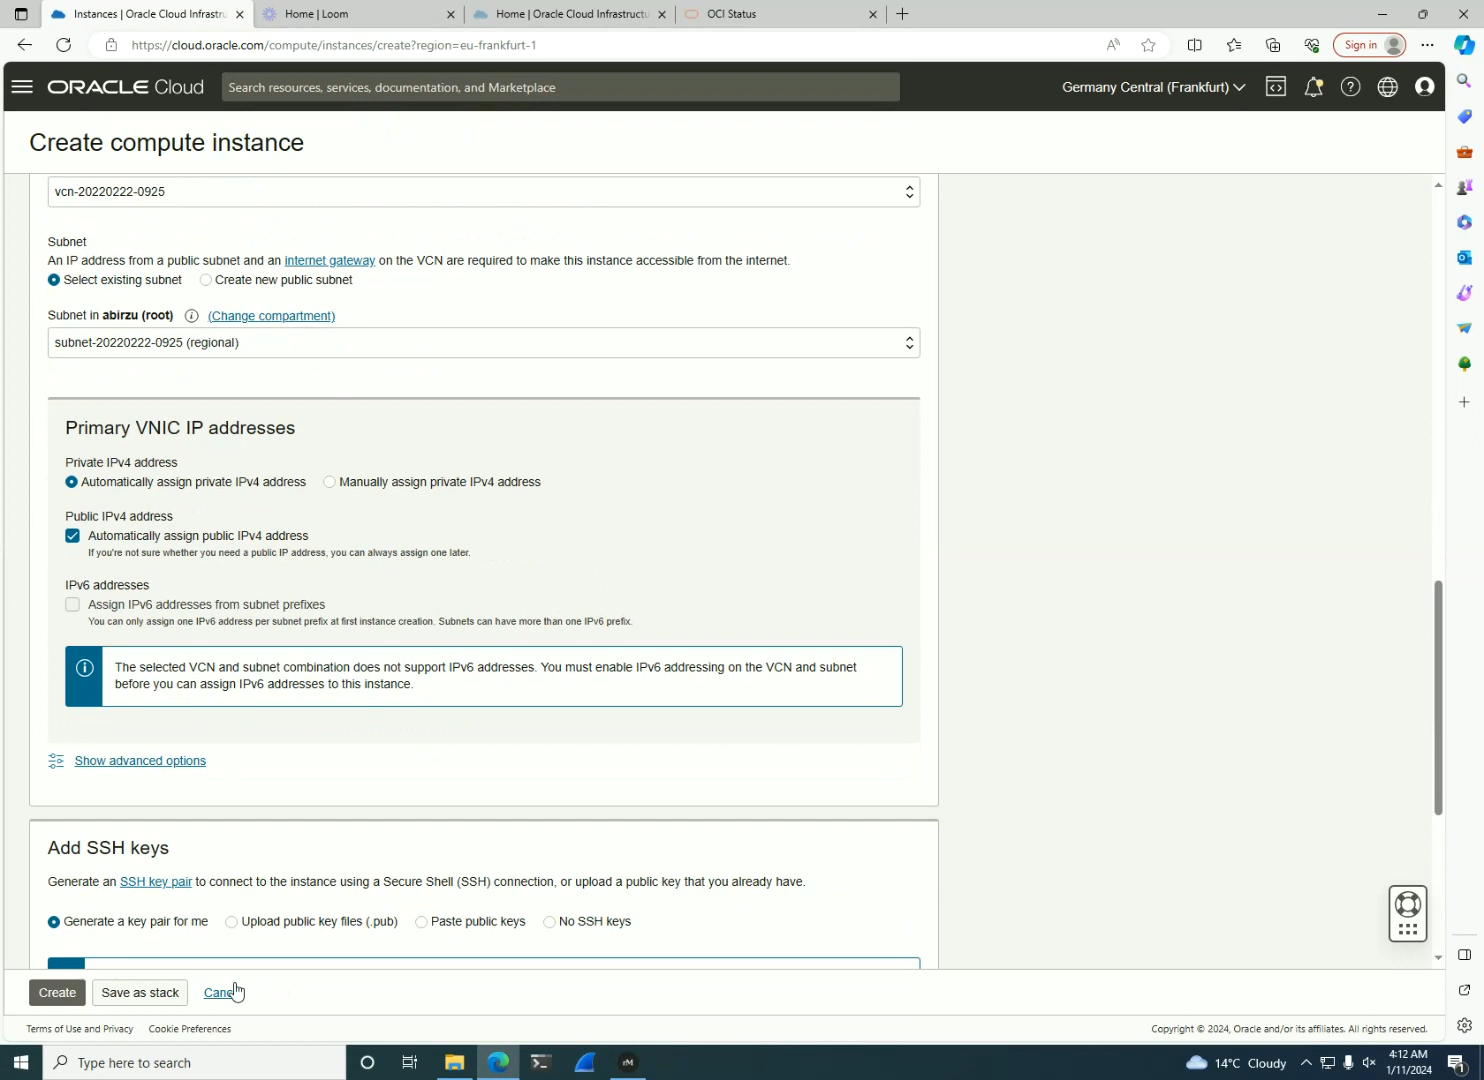 Instances | Oracle Cloud Infrastru
Home | Loom
Home | Oracle Cloud Infrastructu
OCI Status
https://cloud.oracle.com/compute/instances/create?region=eu-frankfurt-1
Sign in
ORACLE Cloud
Search resources, services, documentation, and Marketplace
Germany Central (Frankfurt)
Create compute instance
vcn-20220222-0925
Subnet
An IP address from a public subnet and an internet gateway on the VCN are required to make this instance accessible from the internet.
Select existing subnet Create new public subnet
Subnet in abirzu (root) (Change compartment)
subnet-20220222-0925 (regional)
Primary VNIC IP addresses
Private IPv4 address
Automatically assign private IPv4 address Manually assign private IPv4 address
Public IPv4 address
Automatically assign public IPv4 address
If you're not sure whether you need a public IP address, you can always assign one later.
IPv6 addresses
Assign IPv6 addresses from subnet prefixes
You can only assign one IPv6 address per subnet prefix at first instance creation. Subnets can have more than one IPv6 prefix.
The selected VCN and subnet combination does not support IPv6 addresses. You must enable IPv6 addressing on the VCN and subnet
before you can assign IPv6 addresses to this instance.
Show advanced options
Add SSH keys
Generate an SSH key pair to connect to the instance using a Secure Shell (SSH) connection, or upload a public key that you already have.
Generate a key pair for me Upload public key files (.pub) Paste public keys No SSH keys
Create Save as stack Cancel
Terms of Use and Privacy Cookie Preferences
Copyright © 2024, Oracle and/or its affiliates. All rights reserved.
Type here to search
rM
14°C Cloudy
4:12 AM
1/11/2024
1